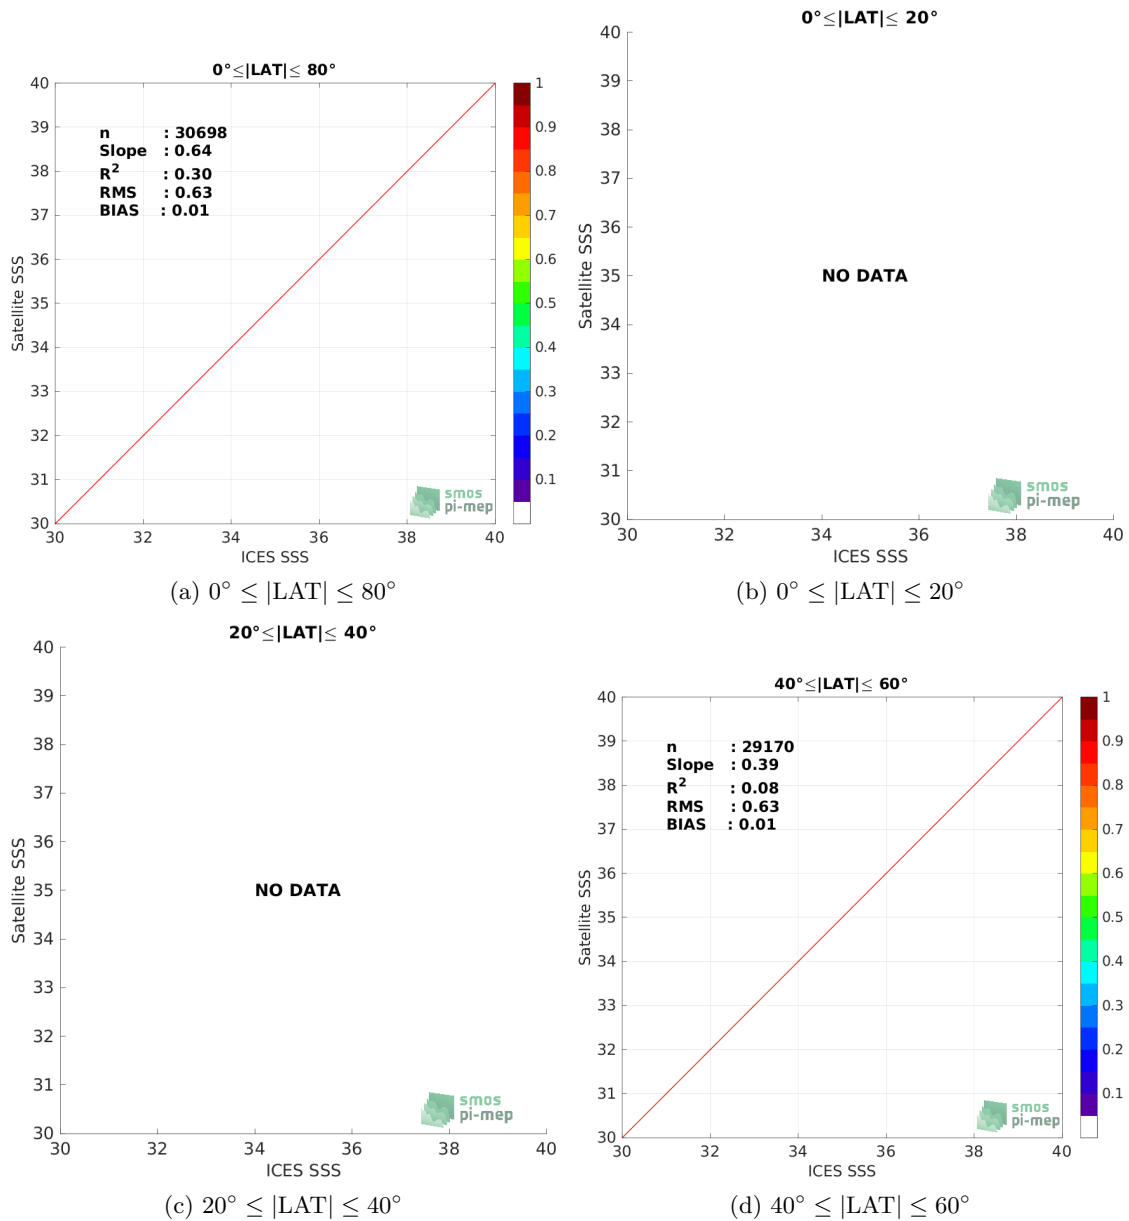 0°≤|LAT|≤ 80°
40
39
38
37
36
35
34
33
32
31
30
n : 30698
Slope : 0.64
R² : 0.30
RMS : 0.63
BIAS : 0.01
Satellite SSS
smos
pi-mep
30 32 34 36 38 40
ICES SSS
1
0.9
0.8
0.7
0.6
0.5
0.4
0.3
0.2
0.1
(a) 0° ≤ |LAT| ≤ 80°
0°≤|LAT|≤ 20°
40
39
38
37
36
35
34
33
32
31
30
Satellite SSS
NO DATA
smos
pi-mep
30 32 34 36 38 40
ICES SSS
(b) 0° ≤ |LAT| ≤ 20°
20°≤|LAT|≤ 40°
40
39
38
37
36
35
34
33
32
31
30
Satellite SSS
NO DATA
smos
pi-mep
30 32 34 36 38 40
ICES SSS
(c) 20° ≤ |LAT| ≤ 40°
40°≤|LAT|≤ 60°
40
39
38
37
36
35
34
33
32
31
30
n : 29170
Slope : 0.39
R² : 0.08
RMS : 0.63
BIAS : 0.01
Satellite SSS
smos
pi-mep
30 32 34 36 38 40
ICES SSS
1
0.9
0.8
0.7
0.6
0.5
0.4
0.3
0.2
0.1
(d) 40° ≤ |LAT| ≤ 60°